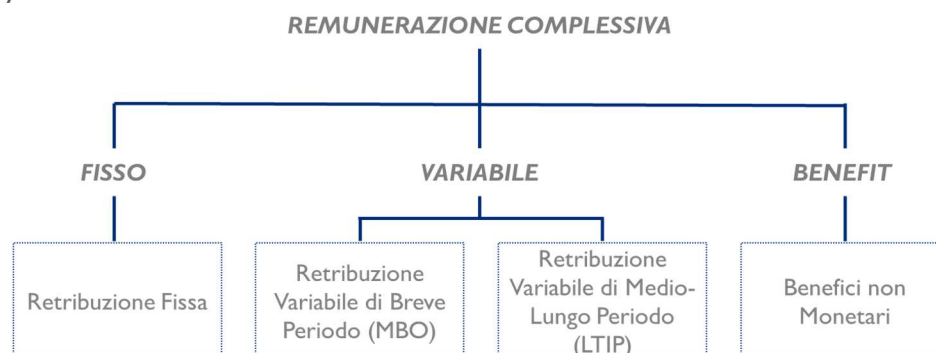 REMUNERAZIONE COMPLESSIVA
FISSO
VARIABILE
BENEFIT
Retribuzione Fissa
Retribuzione
Variabile di Breve
Periodo (MBO)
Retribuzione
Variabile di Medio-
Lungo Periodo
(LTIP)
Benefici non
Monetari